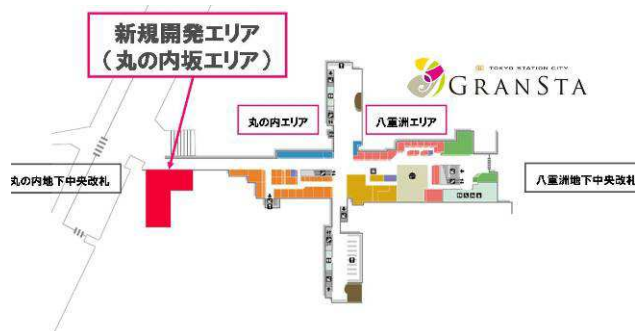 新規開発エリア
（丸の内坂エリア）
TOKYO STATION CITY
GRANSTA
丸の内エリア
八重洲エリア
丸の内地下中央改札
八重洲地下中央改札